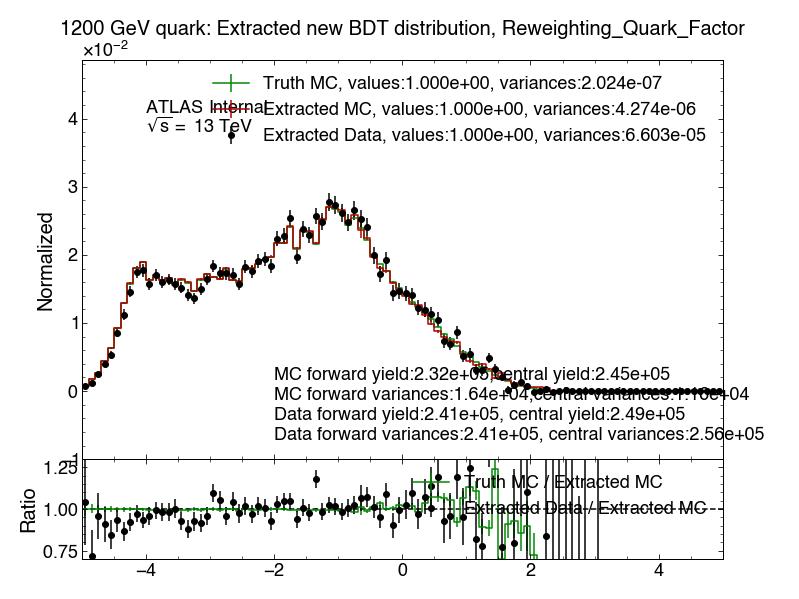 1200 GeV quark: Extracted new BDT distribution, Reweighting_Quark_Factor
×10⁻²
Truth MC, values:1.000e+00, variances:2.024e-07
ATLAS Internal
Extracted MC, values:1.000e+00, variances:4.274e-06
√s = 13 TeV
Extracted Data, values:1.000e+00, variances:6.603e-05
Normalized
4
3
2
1
0
MC forward yield:2.32e+05, central yield:2.45e+05
MC forward variances:1.64e+04,central variances:
Data forward yield:2.41e+05, central yield:2.49e+05
Data forward variances:2.41e+05, central variances:2.56e+05
Ratio
1.25
1.00
0.75
Truth MC / Extracted MC
Extracted Data / Extracted MC
−4
−2
0
2
4